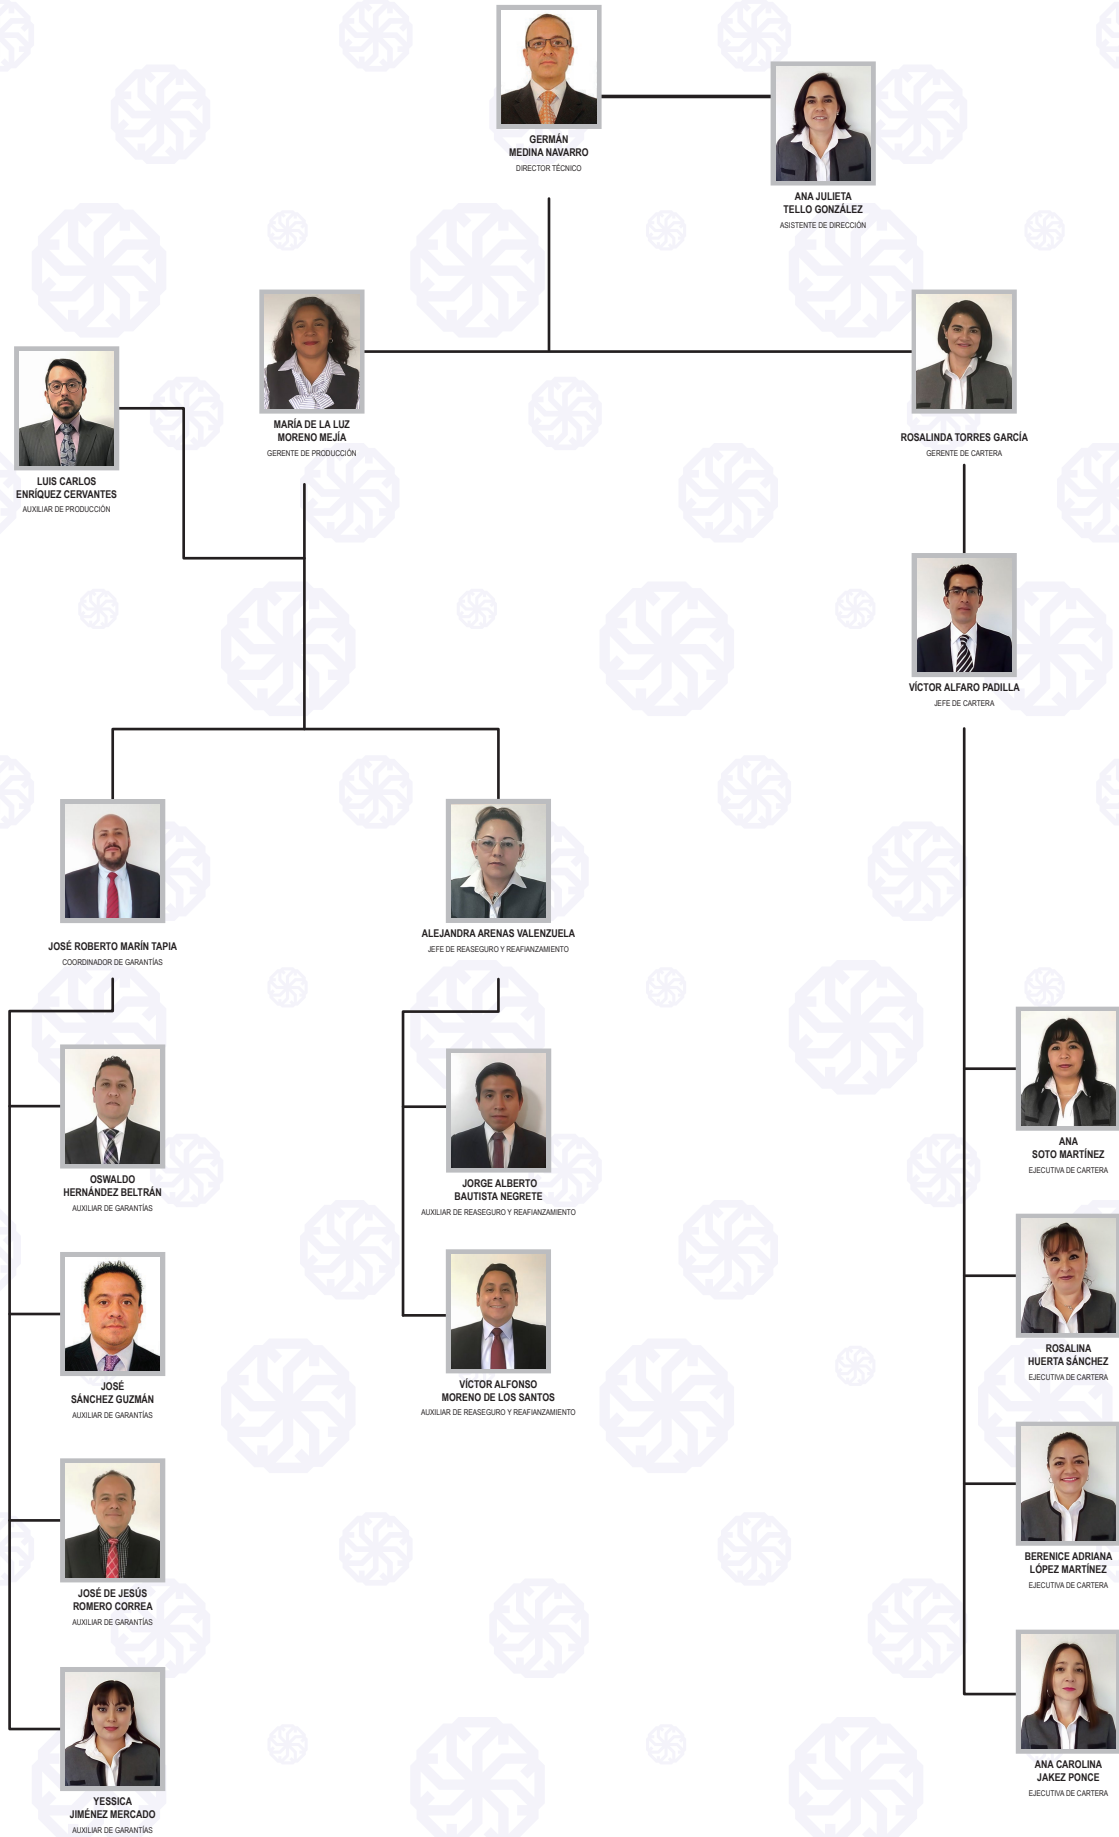 GERMÁN
MEDINA NAVARRO
DIRECTOR TÉCNICO
ANA JULIETA
TELLO GONZÁLEZ
ASISTENTE DE DIRECCIÓN
MARÍA DE LA LUZ
MORENO MEJÍA
GERENTE DE PRODUCCIÓN
ROSALINDA TORRES GARCÍA
GERENTE DE CARTERA
LUIS CARLOS
ENRÍQUEZ CERVANTES
AUXILIAR DE PRODUCCIÓN
VÍCTOR ALFARO PADILLA
JEFE DE CARTERA
JOSÉ ROBERTO MARÍN TAPIA
COORDINADOR DE GARANTÍAS
ALEJANDRA ARENAS VALENZUELA
JEFE DE REASEGURO Y REAFIANZAMIENTO
OSWALDO
HERNÁNDEZ BELTRÁN
AUXILIAR DE GARANTÍAS
JORGE ALBERTO
BAUTISTA NEGRETE
AUXILIAR DE REASEGURO Y REAFIANZAMIENTO
ANA
SOTO MARTÍNEZ
EJECUTIVA DE CARTERA
JOSÉ
SÁNCHEZ GUZMÁN
AUXILIAR DE GARANTÍAS
VÍCTOR ALFONSO
MORENO DE LOS SANTOS
AUXILIAR DE REASEGURO Y REAFIANZAMIENTO
ROSALINA
HUERTA SÁNCHEZ
EJECUTIVA DE CARTERA
JOSÉ DE JESÚS
ROMERO CORREA
AUXILIAR DE GARANTÍAS
BERENICE ADRIANA
LÓPEZ MARTÍNEZ
EJECUTIVA DE CARTERA
YESSICA
JIMÉNEZ MERCADO
AUXILIAR DE GARANTÍAS
ANA CAROLINA
JAKEZ PONCE
EJECUTIVA DE CARTERA